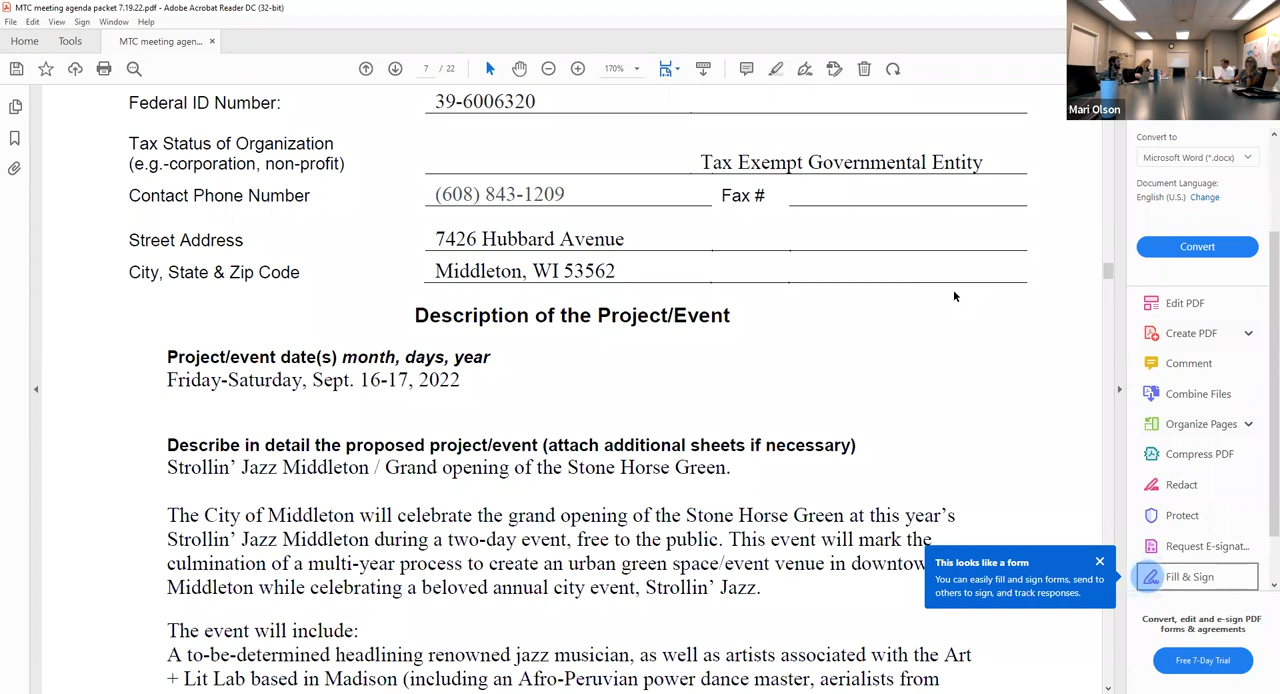 MTC meeting agenda packet 7.19.22.pdf - Adobe Acrobat Reader DC (32-bit)
File Edit View Sign Window Help
Home Tools MTC meeting agen... ×
7 / 22 170%
Mari Olson
Federal ID Number: 39-6006320
Tax Status of Organization
(e.g.-corporation, non-profit) Tax Exempt Governmental Entity
Contact Phone Number (608) 843-1209 Fax #
Street Address 7426 Hubbard Avenue
City, State & Zip Code Middleton, WI 53562
Description of the Project/Event
Project/event date(s) month, days, year
Friday-Saturday, Sept. 16-17, 2022
Describe in detail the proposed project/event (attach additional sheets if necessary)
Strollin’ Jazz Middleton / Grand opening of the Stone Horse Green.
The City of Middleton will celebrate the grand opening of the Stone Horse Green at this year’s
Strollin’ Jazz Middleton during a two-day event, free to the public. This event will mark the
culmination of a multi-year process to create an urban green space/event venue in downtow
Middleton while celebrating a beloved annual city event, Strollin’ Jazz.
The event will include:
A to-be-determined headlining renowned jazz musician, as well as artists associated with the Art
+ Lit Lab based in Madison (including an Afro-Peruvian power dance master, aerialists from
This looks like a form
You can easily fill and sign forms, send to
others to sign, and track responses.
Convert to
Microsoft Word (*.docx)
Document Language:
English (U.S.) Change
Convert
Edit PDF
Create PDF
Comment
Combine Files
Organize Pages
Compress PDF
Redact
Protect
Request E-signat...
Fill & Sign
Convert, edit and e-sign PDF
forms & agreements
Free 7-Day Trial